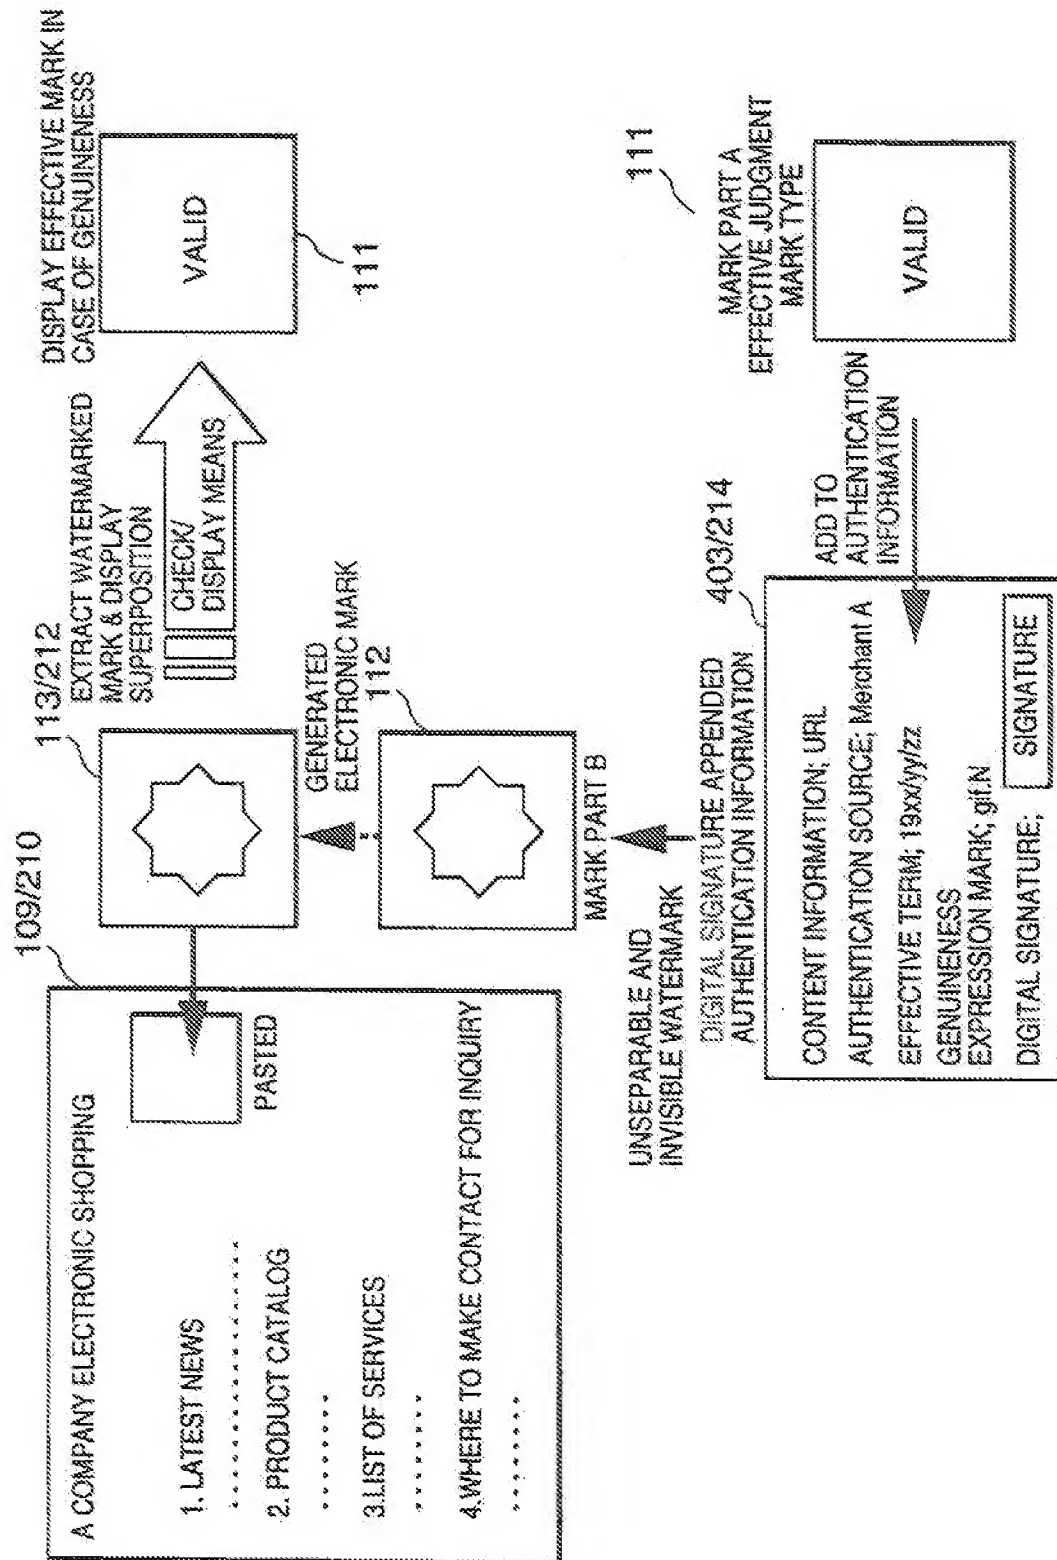 109/210
A COMPANY ELECTRONIC SHOPPING
PASTED
1. LATEST NEWS
...............
2. PRODUCT CATALOG
.......
3.LIST OF SERVICES
......
4.WHERE TO MAKE CONTACT FOR INQUIRY
........
113/212
EXTRACT WATERMARKED
MARK & DISPLAY
SUPERPOSITION
CHECK/
DISPLAY MEANS
DISPLAY EFFECTIVE MARK IN
CASE OF GENUINENESS
VALID
111
GENERATED
ELECTRONIC MARK
112
MARK PART B
UNSEPARABLE AND
INVISIBLE WATERMARK
DIGITAL SIGNATURE APPENDED
AUTHENTICATION INFORMATION
403/214
CONTENT INFORMATION; URL
AUTHENTICATION SOURCE; Merchant A
EFFECTIVE TERM; 19xx/yy/zz
GENUINENESS
EXPRESSION MARK; gif.N
DIGITAL SIGNATURE; SIGNATURE
ADD TO
AUTHENTICATION
INFORMATION
111
MARK PART A
EFFECTIVE JUDGMENT
MARK TYPE
VALID